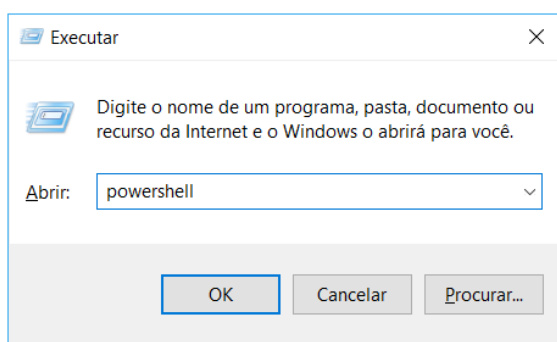 Executar
Digite o nome de um programa, pasta, documento ou
recurso da Internet e o Windows o abrirá para você.
Abrir: powershell
OK Cancelar Procurar...